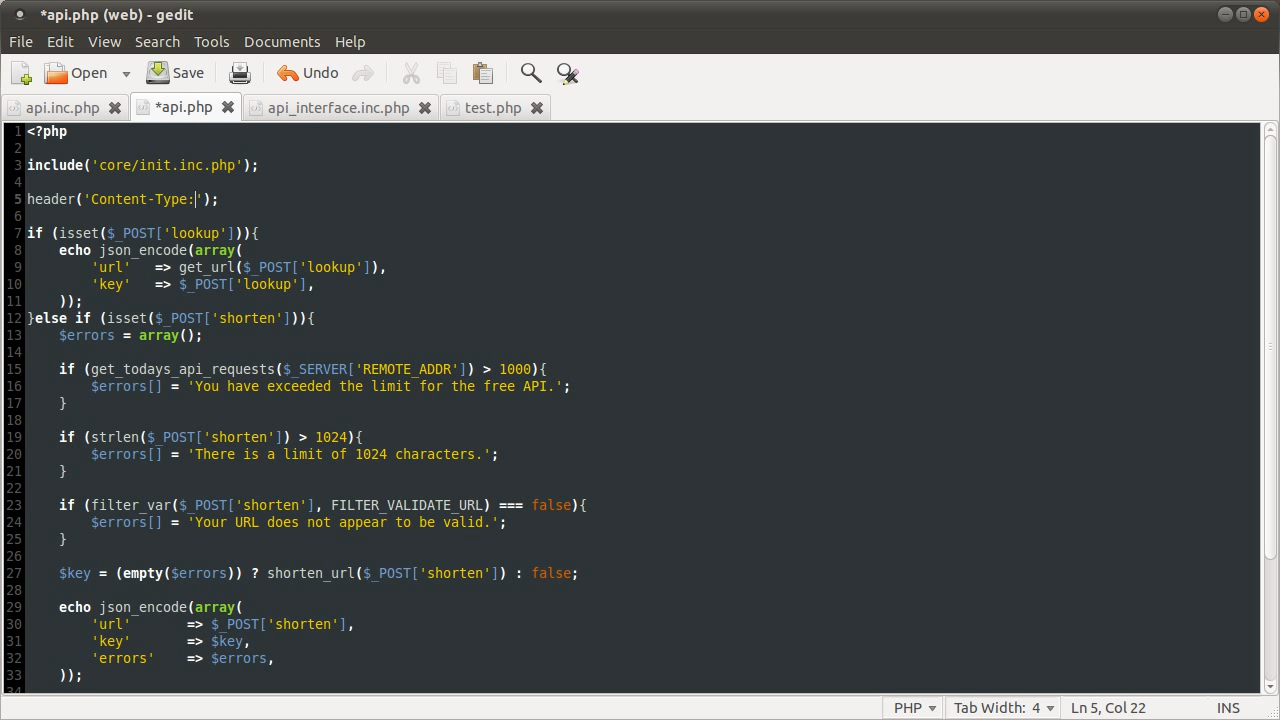 *api.php (web) - gedit
File Edit View Search Tools Documents Help
Open Save Undo
api.inc.php *api.php api_interface.inc.php test.php
1 <?php
2
3 include('core/init.inc.php');
4
5 header('Content-Type:');
6
7 if (isset($_POST['lookup'])){
8     echo json_encode(array(
9         'url'   => get_url($_POST['lookup']),
10         'key'   => $_POST['lookup'],
11     ));
12 }else if (isset($_POST['shorten'])){
13     $errors = array();
14
15     if (get_todays_api_requests($_SERVER['REMOTE_ADDR']) > 1000){
16         $errors[] = 'You have exceeded the limit for the free API.';
17     }
18
19     if (strlen($_POST['shorten']) > 1024){
20         $errors[] = 'There is a limit of 1024 characters.';
21     }
22
23     if (filter_var($_POST['shorten'], FILTER_VALIDATE_URL) === false){
24         $errors[] = 'Your URL does not appear to be valid.';
25     }
26
27     $key = (empty($errors)) ? shorten_url($_POST['shorten']) : false;
28
29     echo json_encode(array(
30         'url'       => $_POST['shorten'],
31         'key'       => $key,
32         'errors'    => $errors,
33     ));
34
PHP Tab Width: 4 Ln 5, Col 22 INS